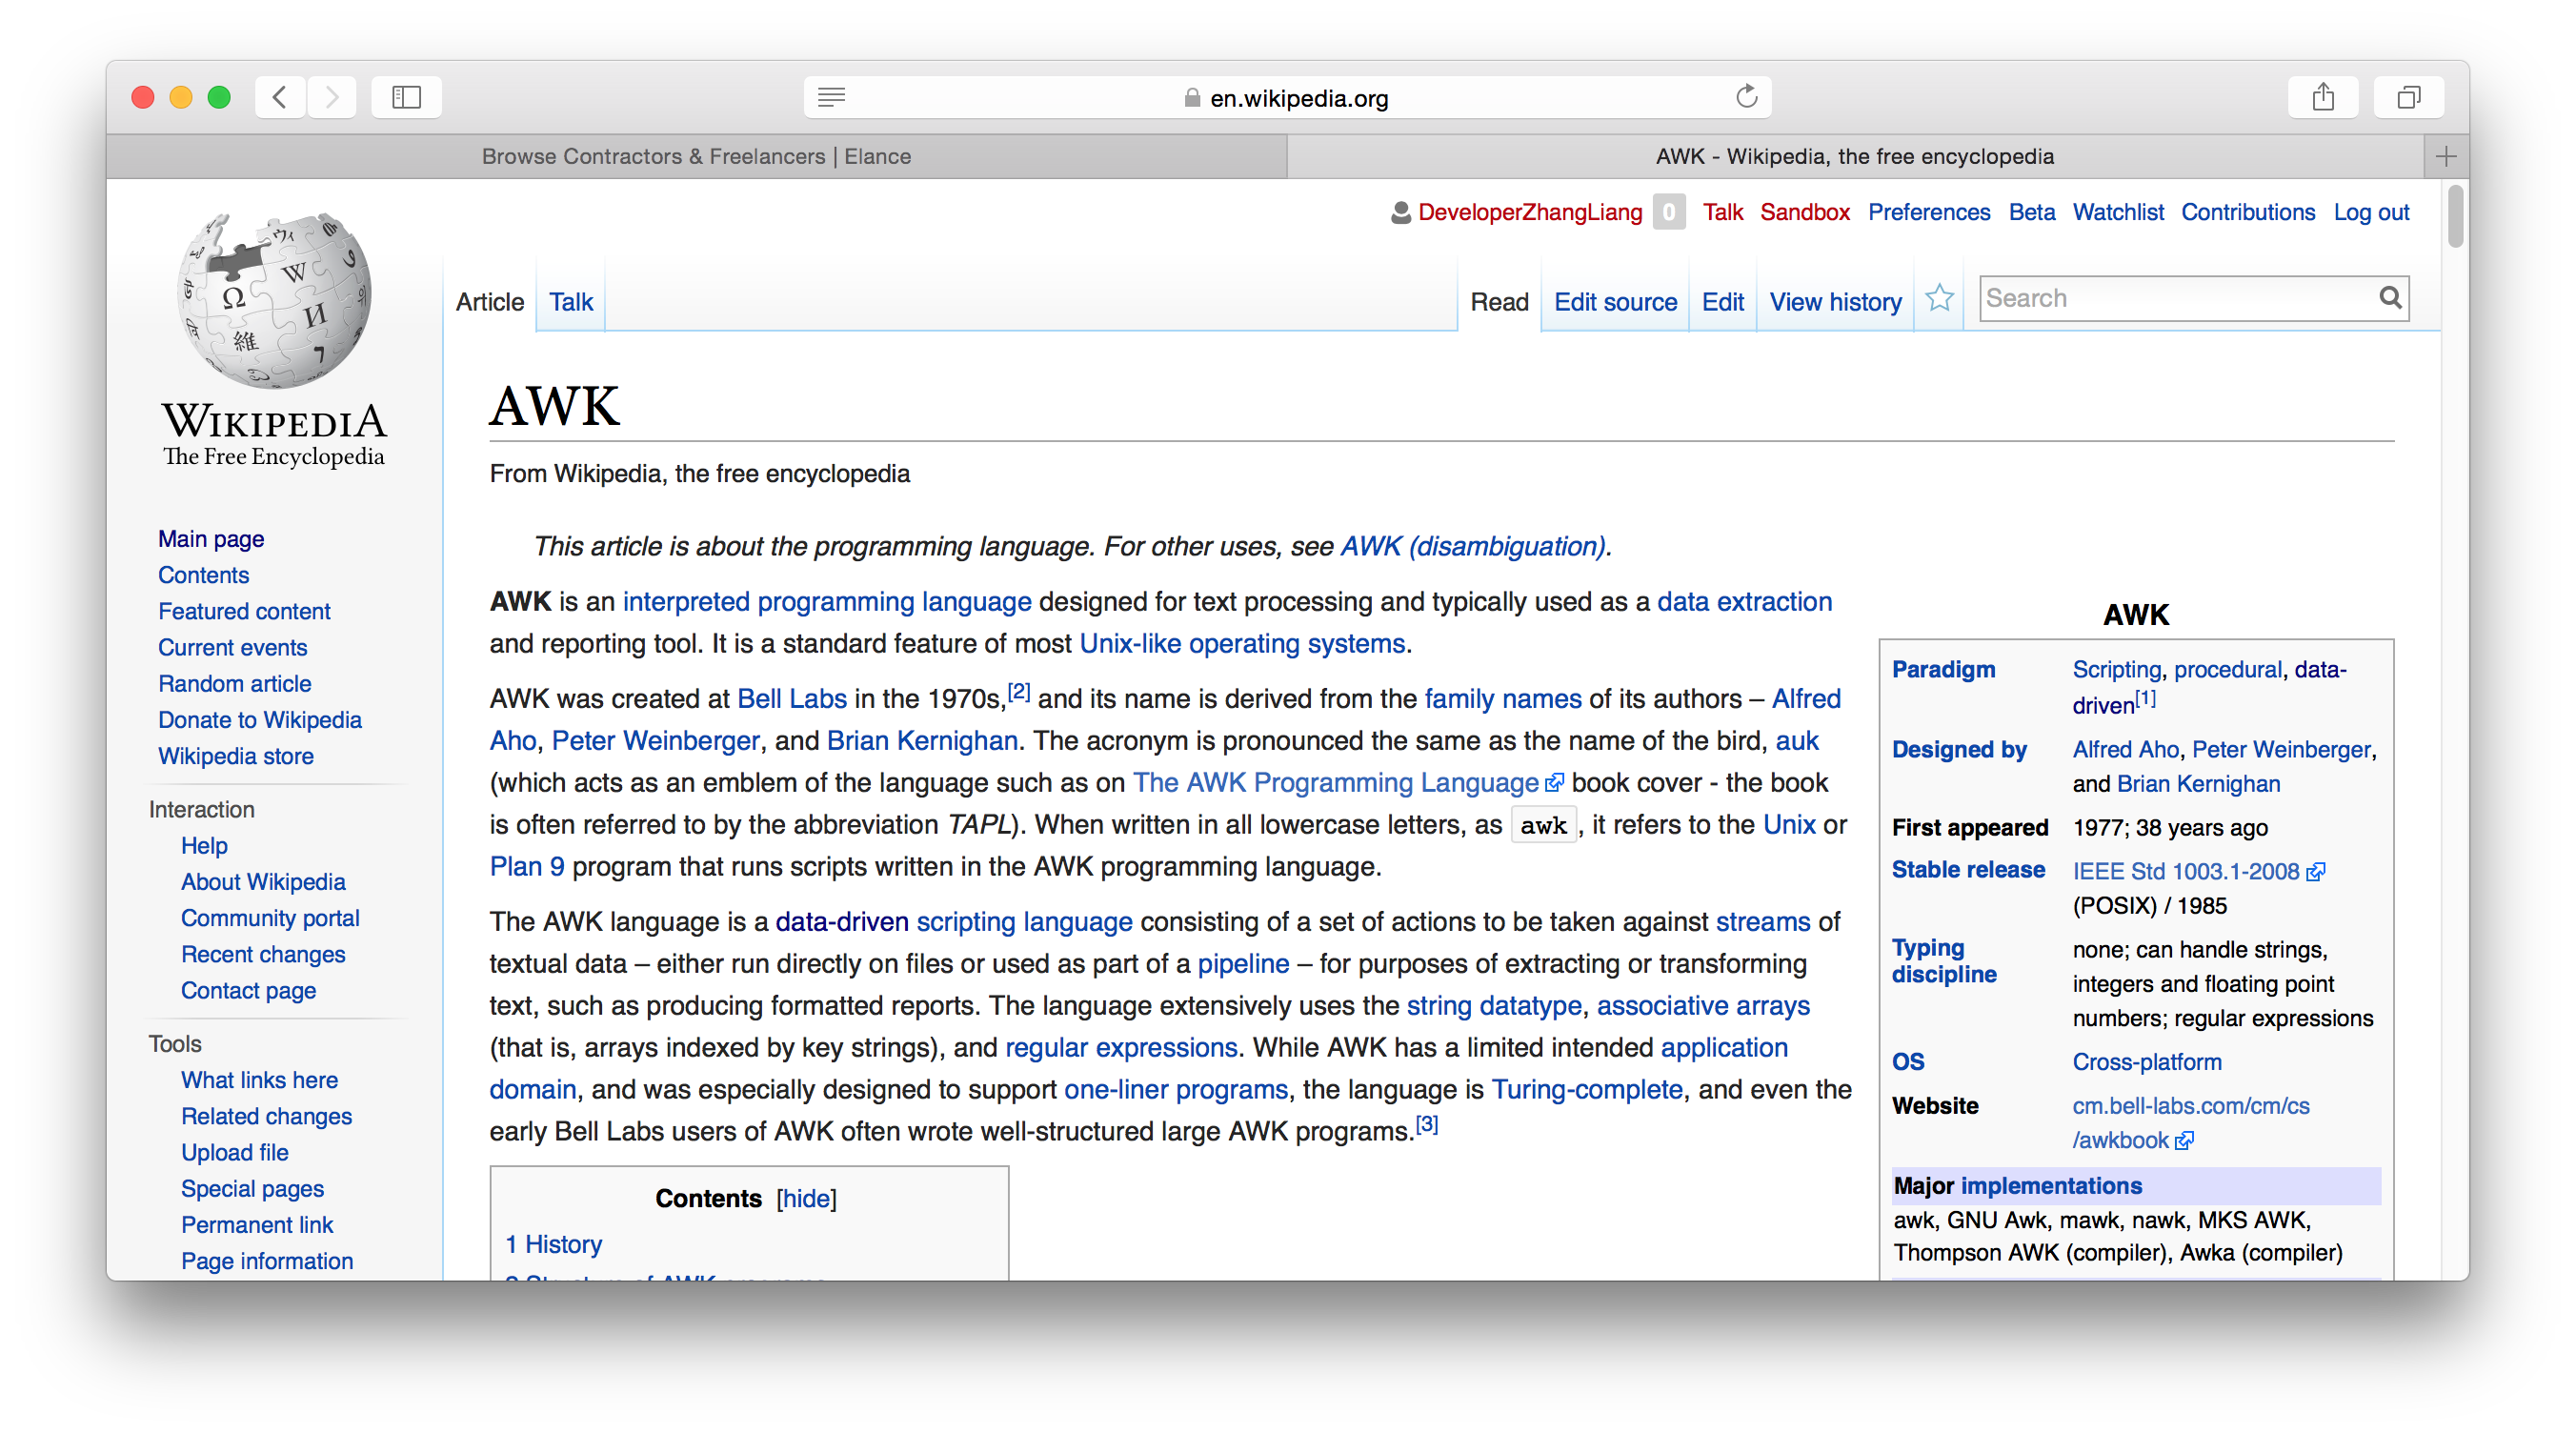 en.wikipedia.org
Browse Contractors & Freelancers | Elance
AWK - Wikipedia, the free encyclopedia
DeveloperZhangLiang 0 Talk Sandbox Preferences Beta Watchlist Contributions Log out
Article Talk Read Edit source Edit View history Search
WIKIPEDIA
The Free Encyclopedia
Main page
Contents
Featured content
Current events
Random article
Donate to Wikipedia
Wikipedia store
Interaction
Help
About Wikipedia
Community portal
Recent changes
Contact page
Tools
What links here
Related changes
Upload file
Special pages
Permanent link
Page information
AWK
From Wikipedia, the free encyclopedia
This article is about the programming language. For other uses, see AWK (disambiguation).
AWK is an interpreted programming language designed for text processing and typically used as a data extraction
and reporting tool. It is a standard feature of most Unix-like operating systems.
AWK was created at Bell Labs in the 1970s,[2] and its name is derived from the family names of its authors – Alfred
Aho, Peter Weinberger, and Brian Kernighan. The acronym is pronounced the same as the name of the bird, auk
(which acts as an emblem of the language such as on The AWK Programming Language book cover - the book
is often referred to by the abbreviation TAPL). When written in all lowercase letters, as awk , it refers to the Unix or
Plan 9 program that runs scripts written in the AWK programming language.
The AWK language is a data-driven scripting language consisting of a set of actions to be taken against streams of
textual data – either run directly on files or used as part of a pipeline – for purposes of extracting or transforming
text, such as producing formatted reports. The language extensively uses the string datatype, associative arrays
(that is, arrays indexed by key strings), and regular expressions. While AWK has a limited intended application
domain, and was especially designed to support one-liner programs, the language is Turing-complete, and even the
early Bell Labs users of AWK often wrote well-structured large AWK programs.[3]
Contents [hide]
1 History
2 Structure of AWK programs
AWK
Paradigm Scripting, procedural, data-
driven[1]
Designed by Alfred Aho, Peter Weinberger,
and Brian Kernighan
First appeared 1977; 38 years ago
Stable release IEEE Std 1003.1-2008
(POSIX) / 1985
Typing none; can handle strings,
discipline integers and floating point
numbers; regular expressions
OS Cross-platform
Website cm.bell-labs.com/cm/cs
/awkbook
Major implementations
awk, GNU Awk, mawk, nawk, MKS AWK,
Thompson AWK (compiler), Awka (compiler)